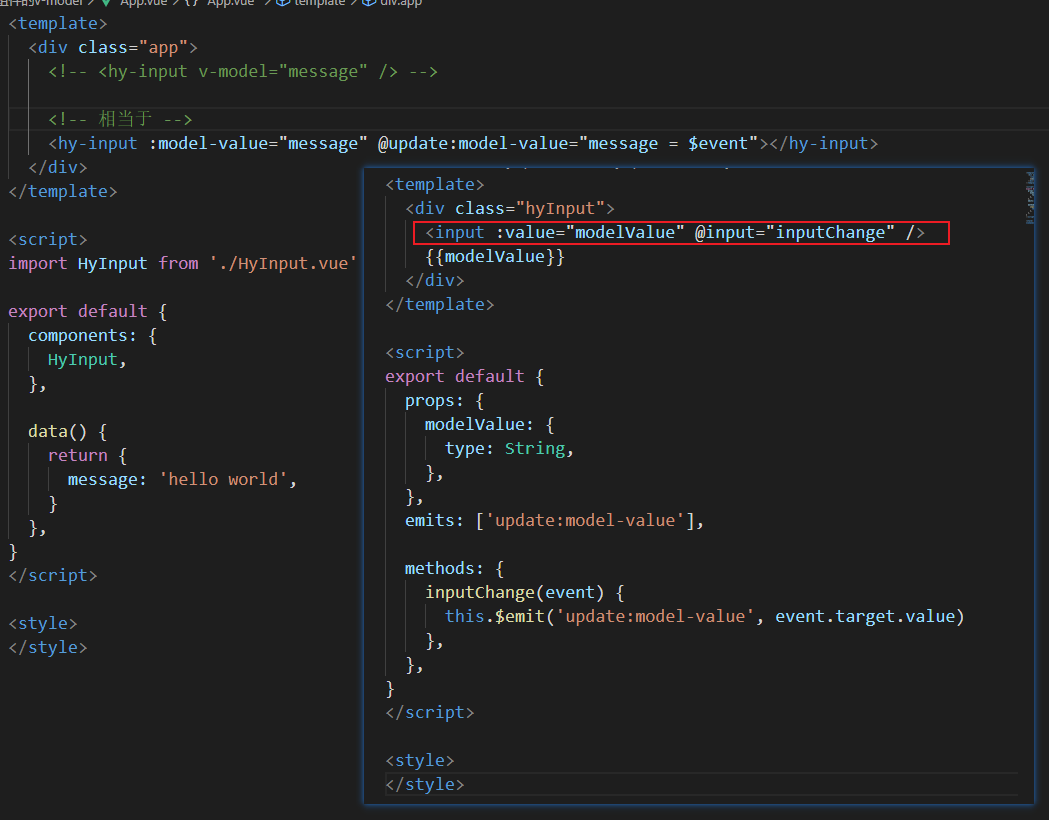 组件的v-model > App.vue > {} "App.vue" > template > div.app
<template>
  <div class="app">
    <!-- <hy-input v-model="message" /> -->
    <!-- 相当于 -->
    <hy-input :model-value="message" @update:model-value="message = $event"></hy-input>
  </div>
</template>
<script>
import HyInput from './HyInput.vue'
export default {
  components: {
    HyInput,
  },
  data() {
    return {
      message: 'hello world',
    }
  },
}
</script>
<style>
</style>
<template>
  <div class="hyInput">
    <input :value="modelValue" @input="inputChange" />
    {{modelValue}}
  </div>
</template>
<script>
export default {
  props: {
    modelValue: {
      type: String,
    },
  },
  emits: ['update:model-value'],
  methods: {
    inputChange(event) {
      this.$emit('update:model-value', event.target.value)
    },
  },
}
</script>
<style>
</style>